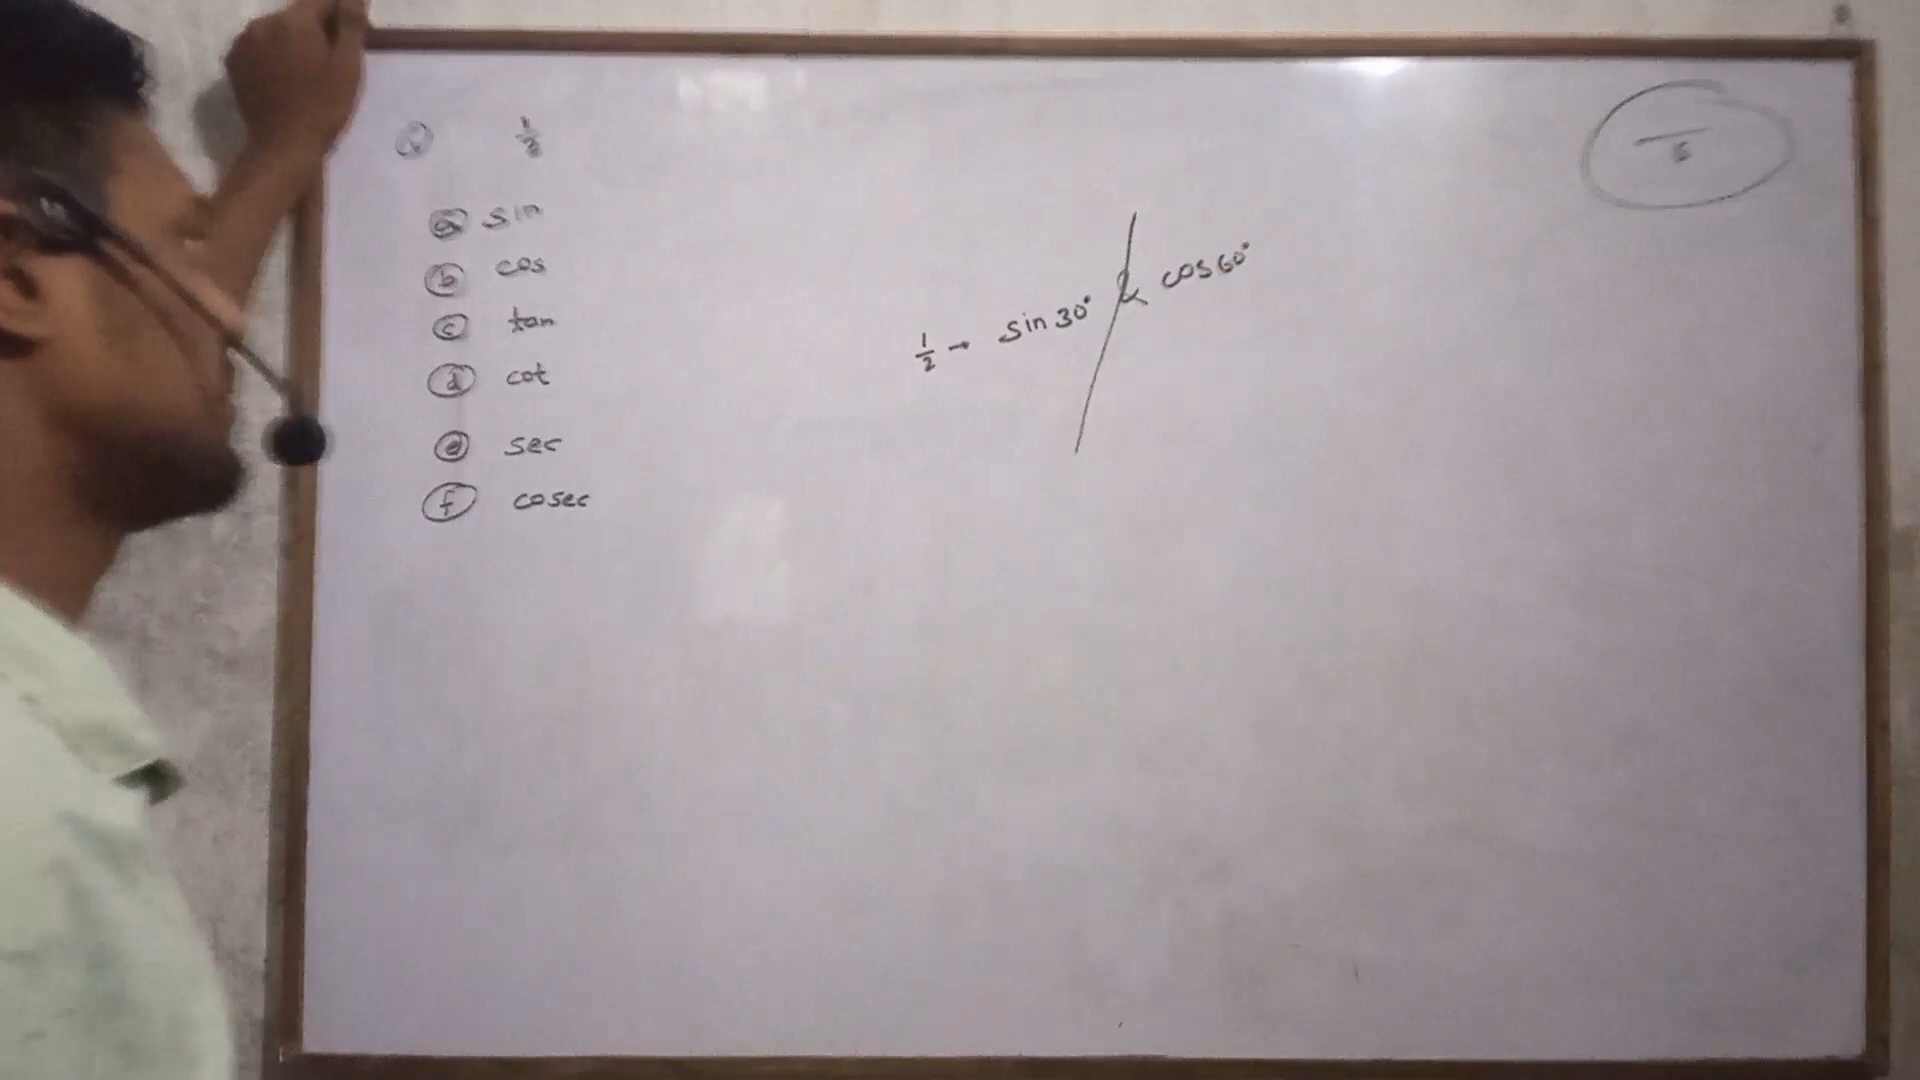 ⓐ sin
ⓑ cos
ⓒ tan
ⓓ cot
ⓔ sec
ⓕ cosec
1/2 → sin 30° & cos 60°